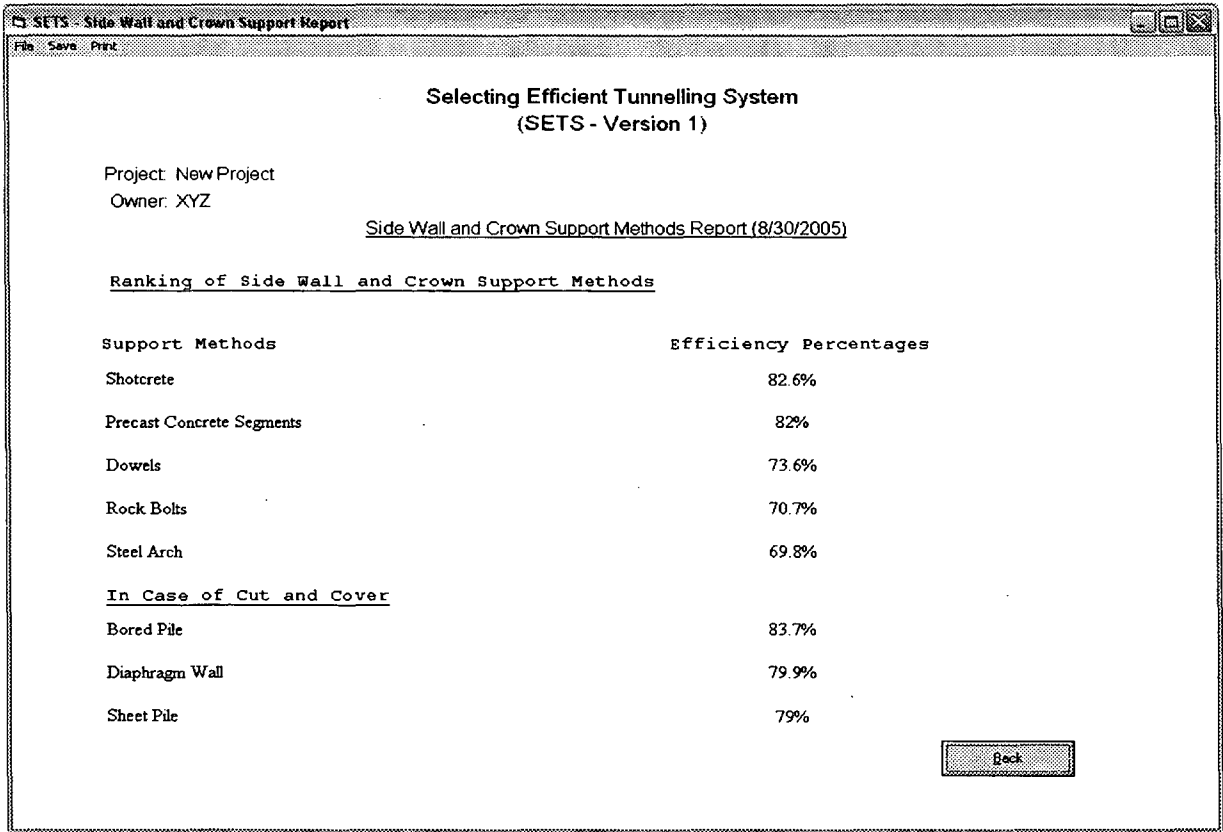 SETS - Side Wall and Crown Support Report
File Save Print
Selecting Efficient Tunnelling System
(SETS - Version 1)
Project: New Project
Owner: XYZ
Side Wall and Crown Support Methods Report (8/30/2005)
Ranking of Side Wall and Crown Support Methods
Support Methods Efficiency Percentages
Shotcrete 82.6%
Precast Concrete Segments 82%
Dowels 73.6%
Rock Bolts 70.7%
Steel Arch 69.8%
In Case of Cut and Cover
Bored Pile 83.7%
Diaphragm Wall 79.9%
Sheet Pile 79%
Back